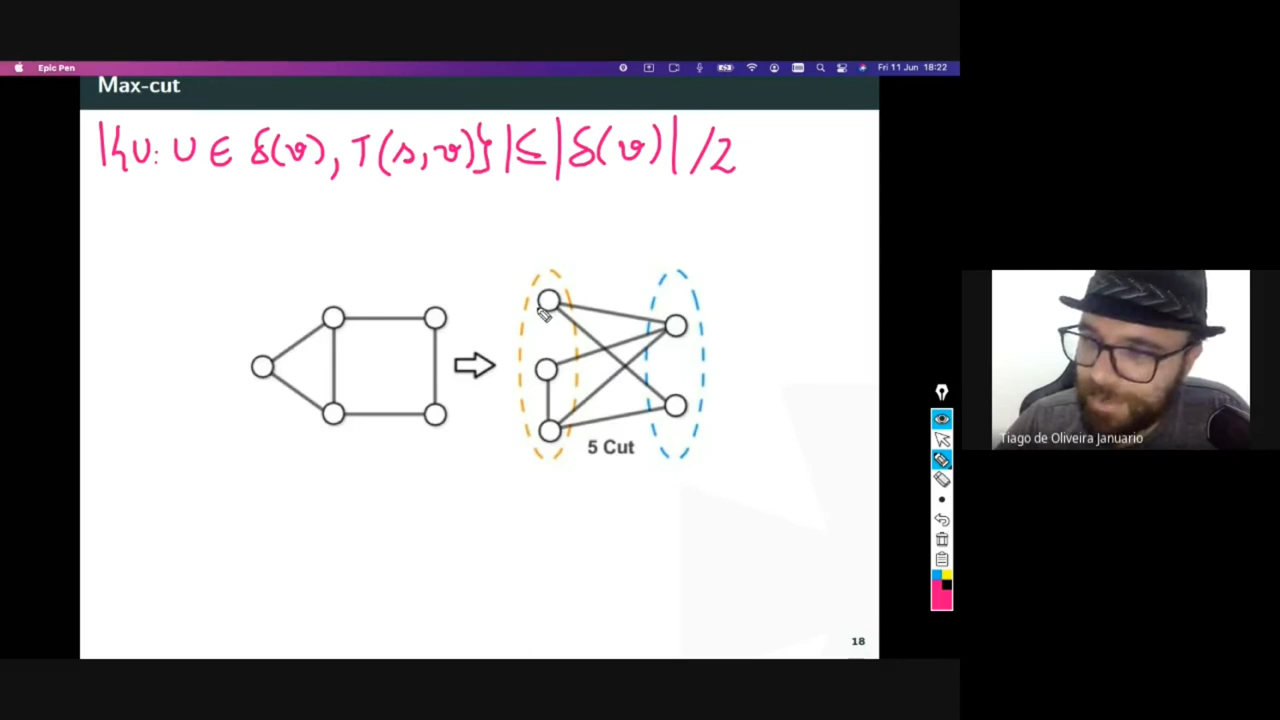 Epic Pen
Fri 11 Jun 18:22
Max-cut
|{υ: υ ∈ δ(v), T(s,v)}| ≤ |δ(v)| /2
5 Cut
18
Tiago de Oliveira Januario